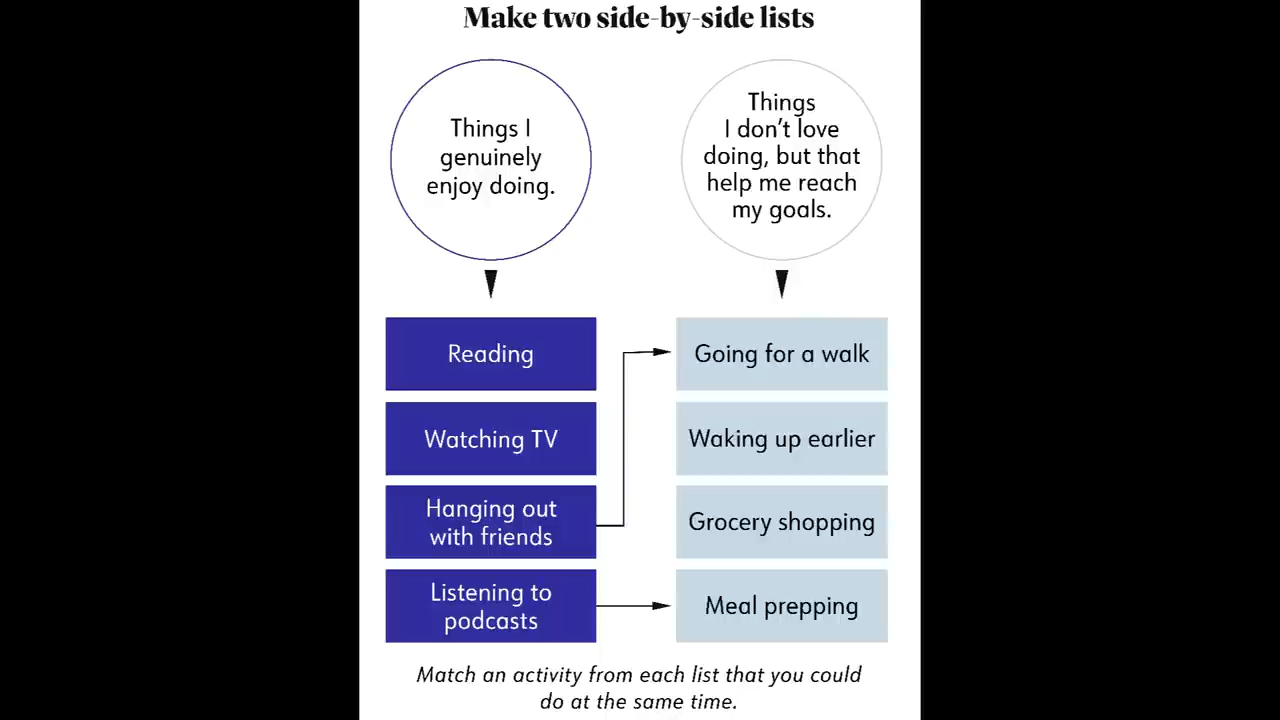 Make two side-by-side lists
Things I
genuinely
enjoy doing.
Things
I don't love
doing, but that
help me reach
my goals.
Reading
Going for a walk
Watching TV
Waking up earlier
Hanging out
with friends
Grocery shopping
Listening to
podcasts
Meal prepping
Match an activity from each list that you could
do at the same time.